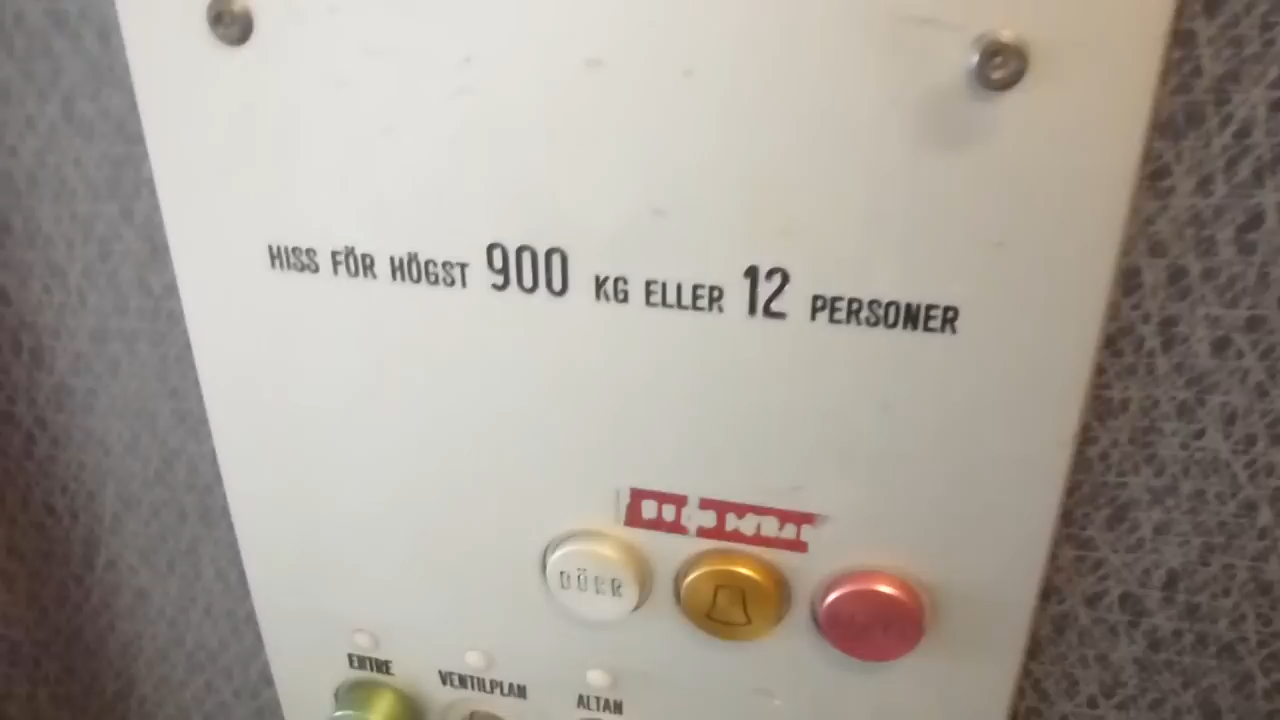 HISS FÖR HÖGST 900 KG ELLER 12 PERSONER
DÖRR
ENTRE
VENTILPLAN
ALTAN